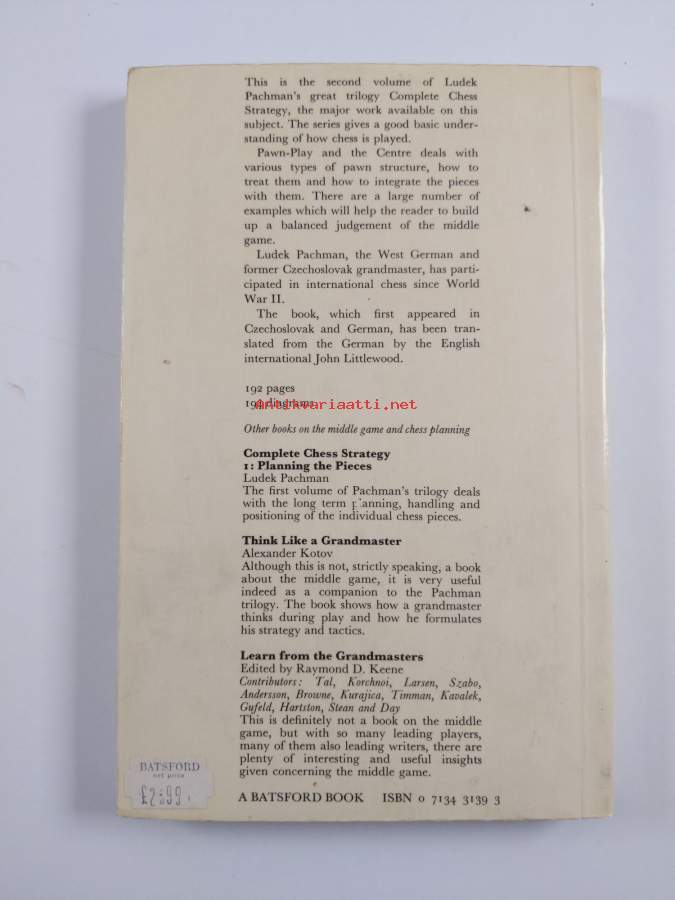 This is the second volume of Ludek
Pachman's great trilogy Complete Chess
Strategy, the major work available on this
subject. The series gives a good basic under-
standing of how chess is played.
Pawn-Play and the Centre deals with
various types of pawn structure, how to
treat them and how to integrate the pieces
with them. There are a large number of
examples which will help the reader to build
up a balanced judgement of the middle
game.
Ludek Pachman, the West German and
former Czechoslovak grandmaster, has parti-
cipated in international chess since World
War II.
The book, which first appeared in
Czechoslovak and German, has been tran-
slated from the German by the English
international John Littlewood.
192 pages
diagrams
Antikvariaatti.net
Other books on the middle game and chess planning
Complete Chess Strategy
1: Planning the Pieces
Ludek Pachman
The first volume of Pachman's trilogy deals
with the long term planning, handling and
positioning of the individual chess pieces.
Think Like a Grandmaster
Alexander Kotov
Although this is not, strictly speaking, a book
about the middle game, it is very useful
indeed as a companion to the Pachman
trilogy. The book shows how a grandmaster
thinks during play and how he formulates
his strategy and tactics.
Learn from the Grandmasters
Edited by Raymond D. Keene
Contributors: Tal, Korchnoi, Larsen, Szabo,
Andersson, Browne, Kurajica, Timman, Kavalek,
Gufeld, Hartston, Stean and Day
This is definitely not a book on the middle
game, but with so many leading players,
many of them also leading writers, there are
plenty of interesting and useful insights
given concerning the middle game.
BATSFORD
net price
£2.99
A BATSFORD BOOK ISBN 0 7134 3139 3